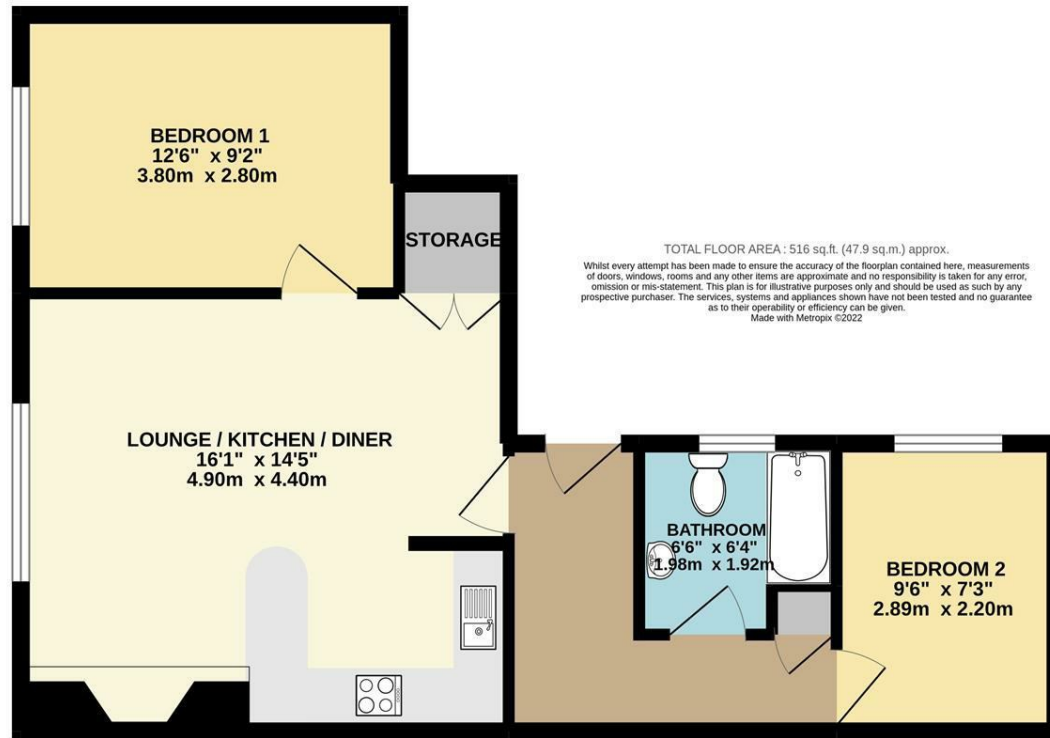 BEDROOM 1
12'6" x 9'2"
3.80m x 2.80m
STORAGE
TOTAL FLOOR AREA : 516 sq.ft. (47.9 sq.m.) approx.
Whilst every attempt has been made to ensure the accuracy of the floorplan contained here, measurements
of doors, windows, rooms and any other items are approximate and no responsibility is taken for any error,
omission or mis-statement. This plan is for illustrative purposes only and should be used as such by any
prospective purchaser. The services, systems and appliances shown have not been tested and no guarantee
as to their operability or efficiency can be given.
Made with Metropix ©2022
LOUNGE / KITCHEN / DINER
16'1" x 14'5"
4.90m x 4.40m
BATHROOM
6'6" x 6'4"
1.98m x 1.92m
BEDROOM 2
9'6" x 7'3"
2.89m x 2.20m